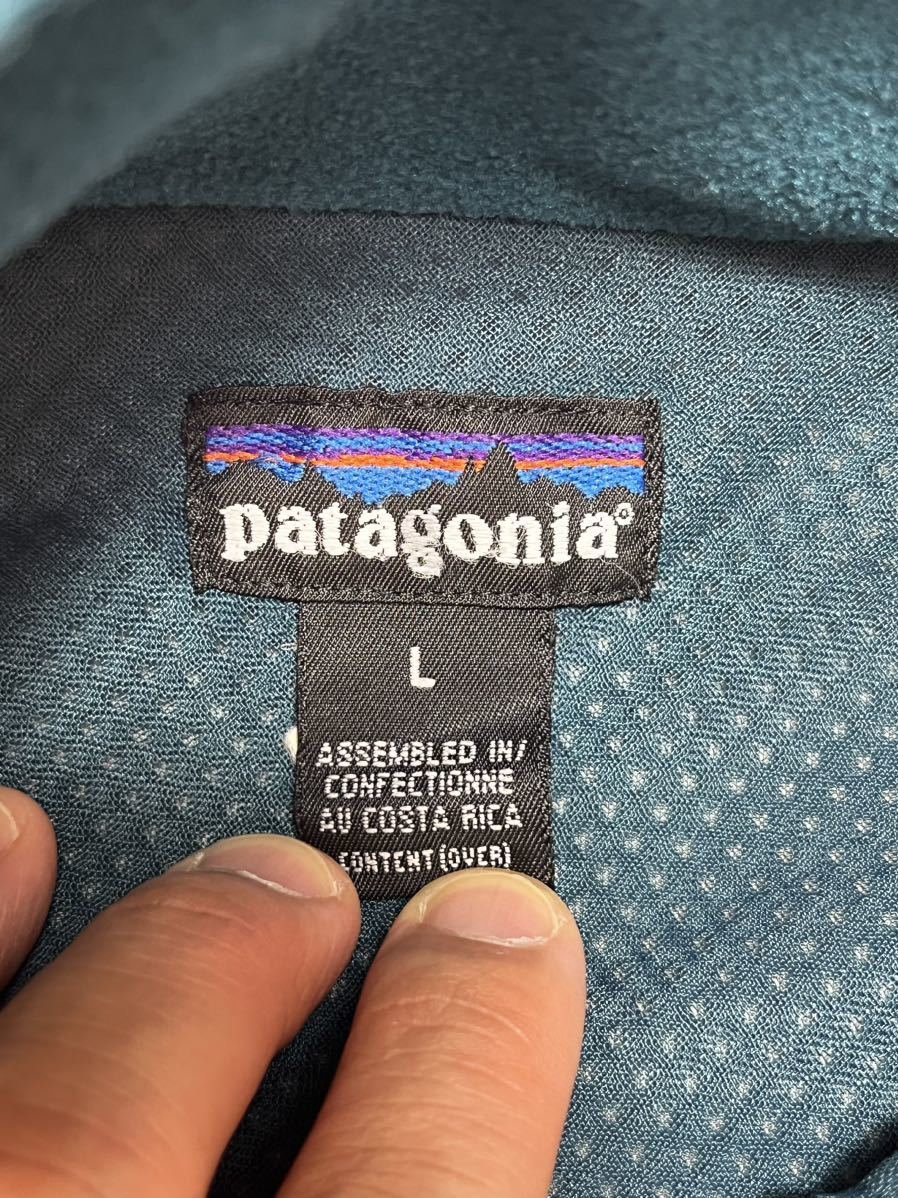 patagonia®
L
ASSEMBLED IN/
CONFECTIONNE
AU COSTA RICA
CONTENT (OVER)